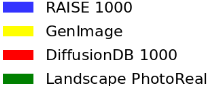 RAISE 1000
GenImage
DiffusionDB 1000
Landscape PhotoReal